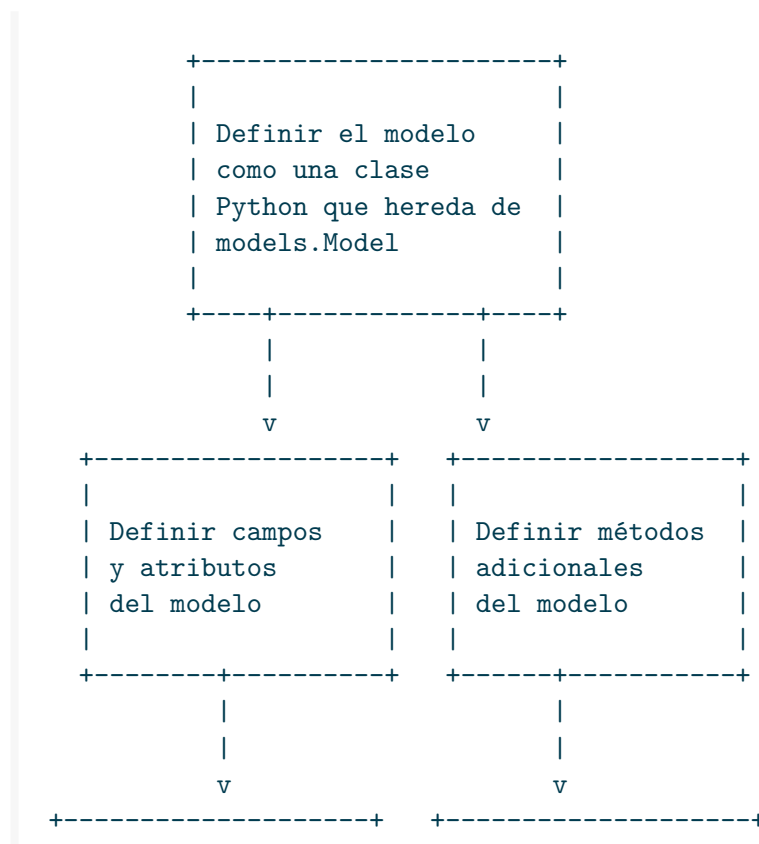 +-----------------------+
|                       |
| Definir el modelo     |
| como una clase        |
| Python que hereda de  |
| models.Model          |
|                       |
+----+-------------+----+
     |             |
     |             |
     v             v
+-------------------+   +------------------+
|                   |   |                  |
| Definir campos    |   | Definir métodos  |
| y atributos       |   | adicionales      |
| del modelo        |   | del modelo       |
|                   |   |                  |
+--------+----------+   +------+-----------+
         |                     |
         |                     |
         v                     v
+--------------------+   +--------------------+